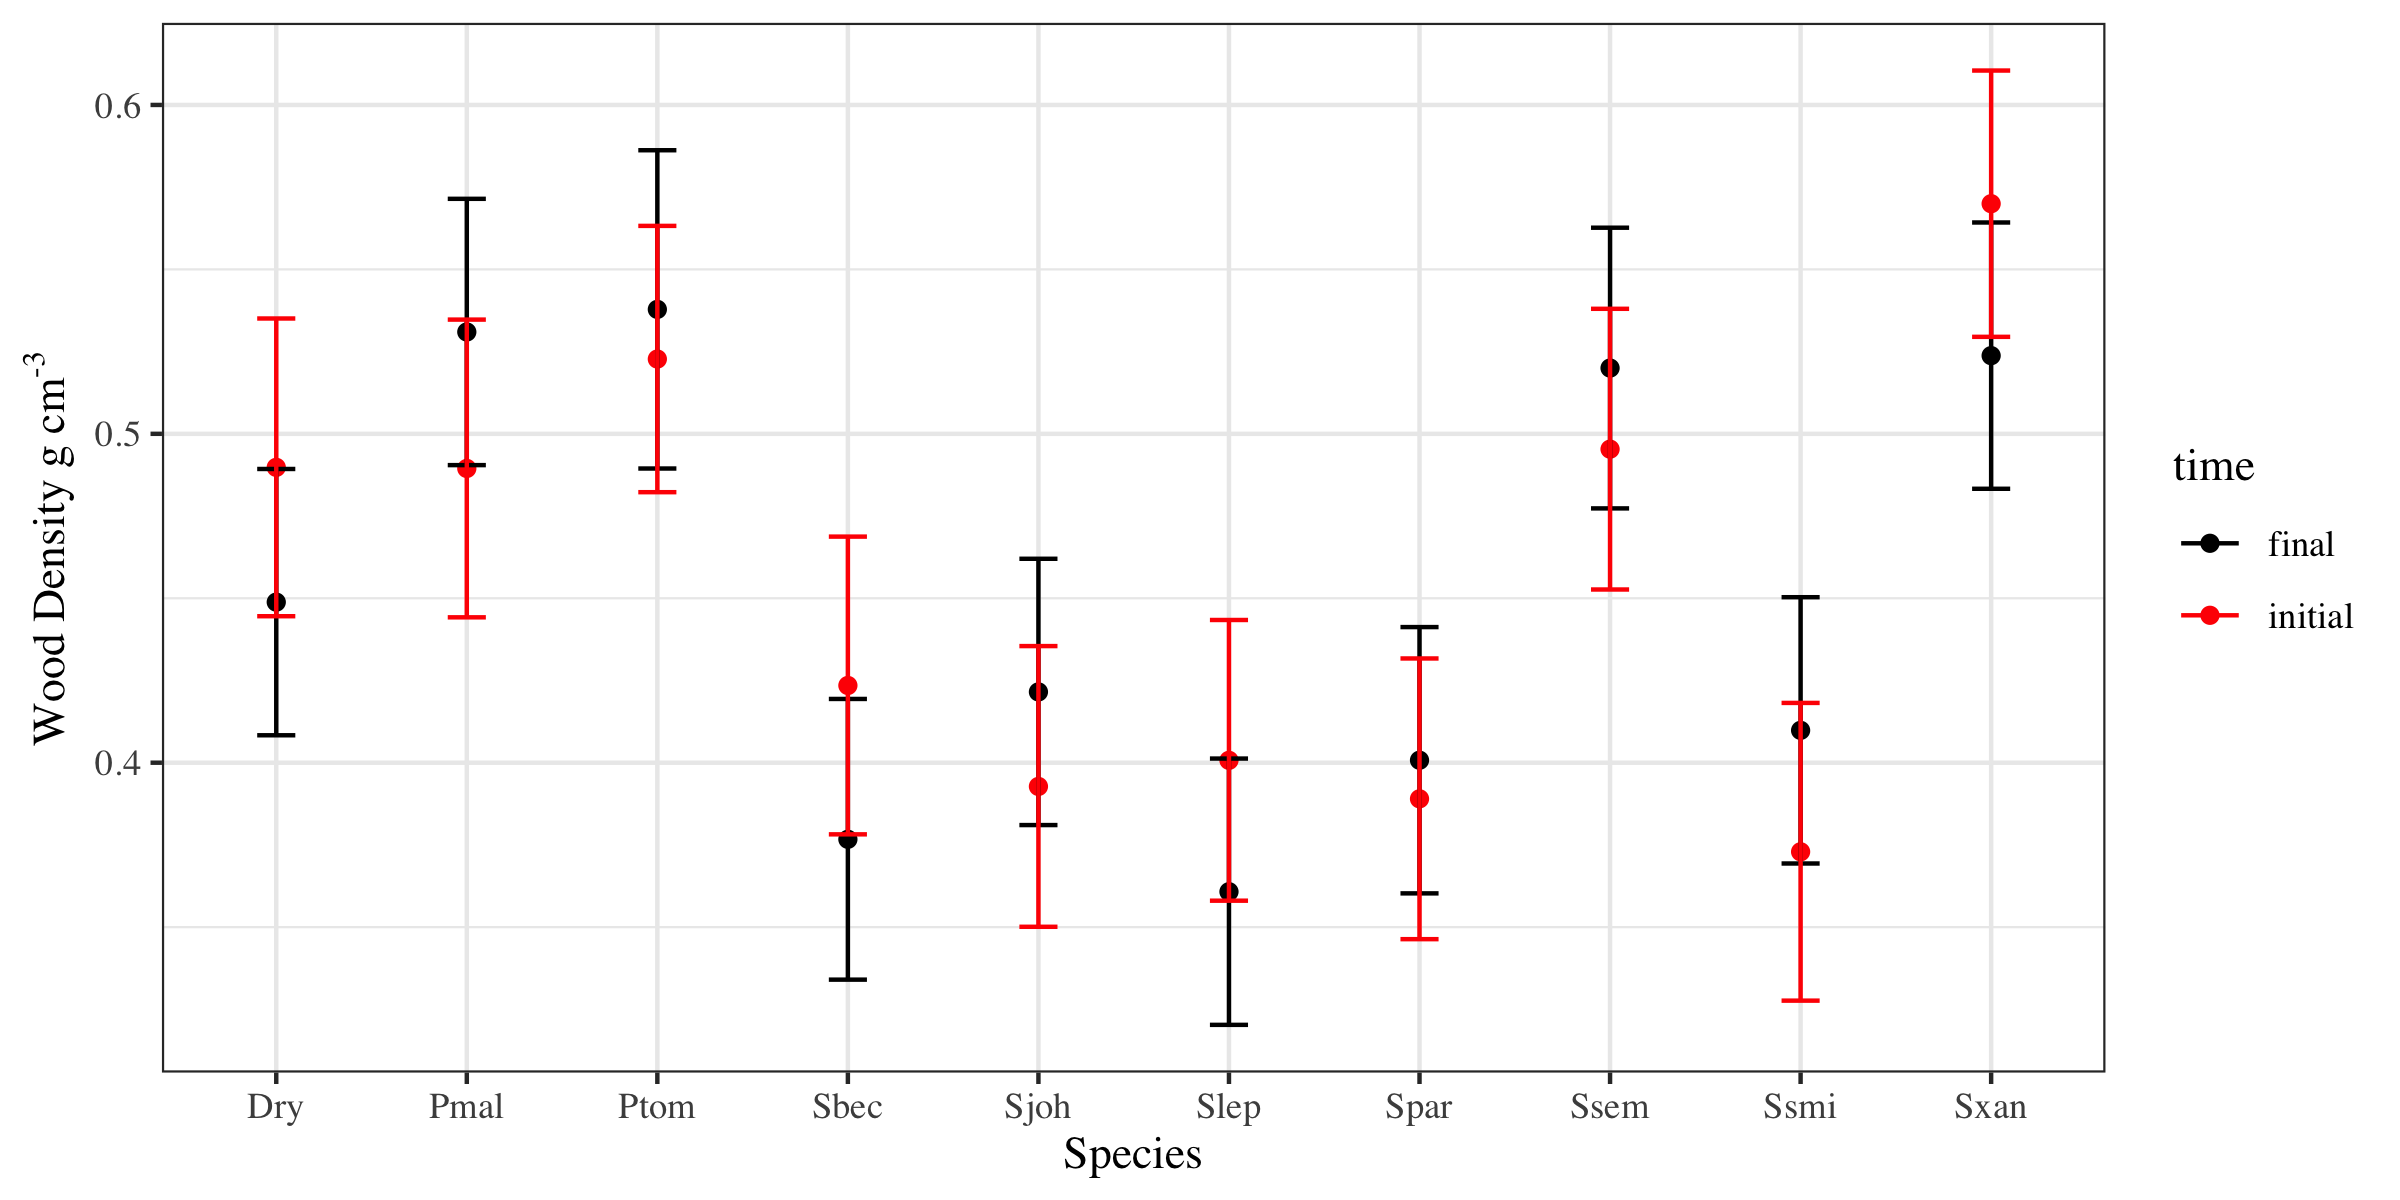 Wood Density g cm-3
0.6
0.5
0.4
Dry Pmal Ptom Sbec Sjoh Slep Spar Ssem Ssmi Sxan
Species
time
final
initial